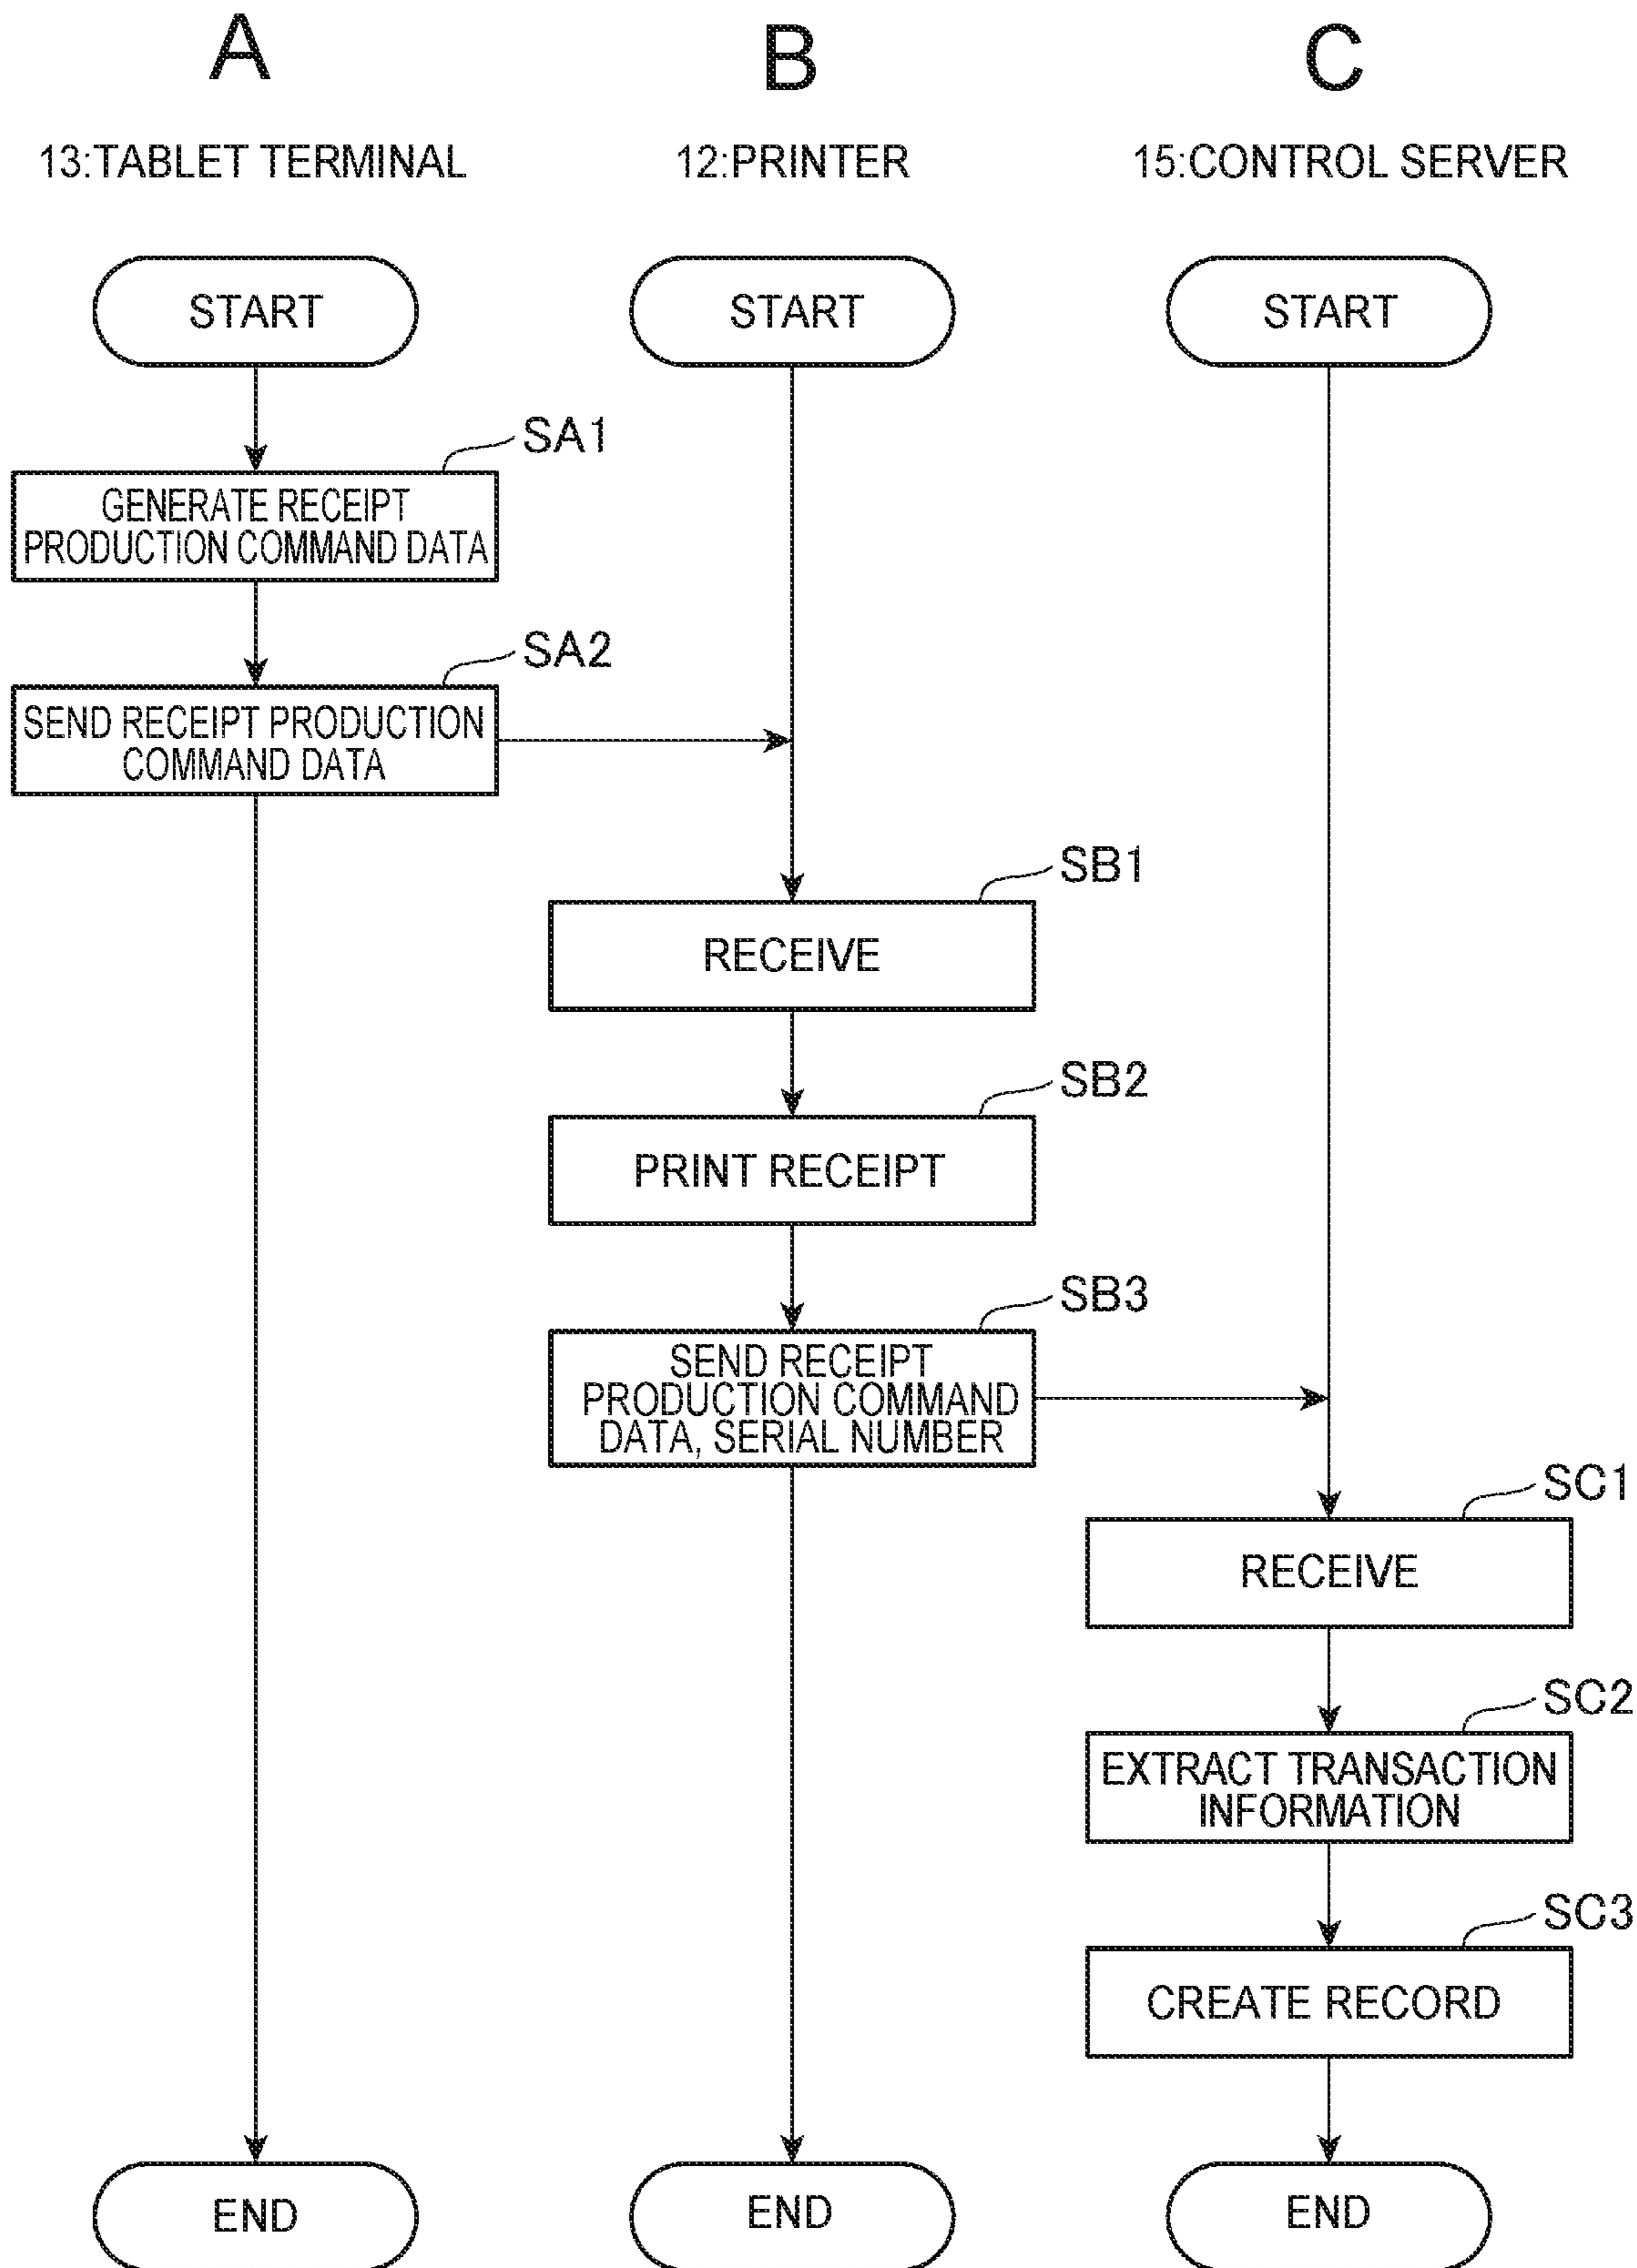 A
B
C
13:TABLET TERMINAL
12:PRINTER
15:CONTROL SERVER
START
START
START
SA1
GENERATE RECEIPT
PRODUCTION COMMAND DATA
SA2
SEND RECEIPT PRODUCTION
COMMAND DATA
SB1
RECEIVE
SB2
PRINT RECEIPT
SB3
SEND RECEIPT
PRODUCTION COMMAND
DATA, SERIAL NUMBER
SC1
RECEIVE
SC2
EXTRACT TRANSACTION
INFORMATION
SC3
CREATE RECORD
END
END
END